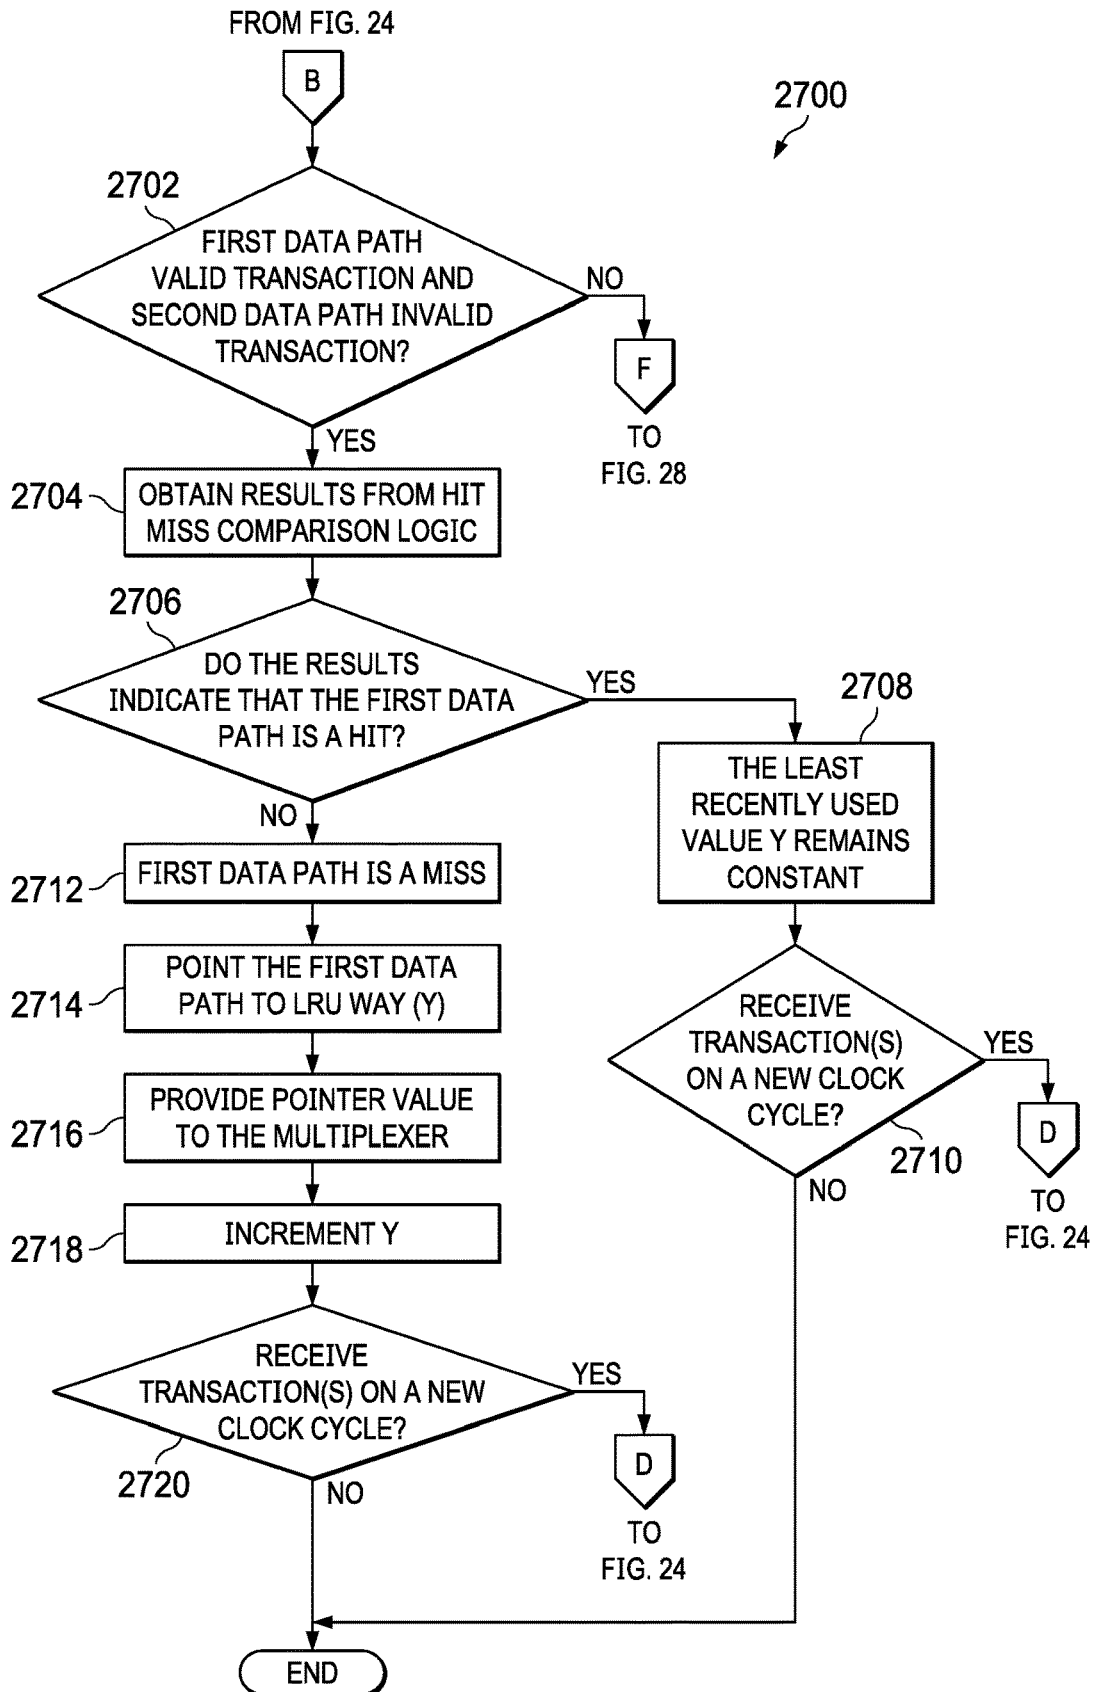 FROM FIG. 24
B
2700
2702
FIRST DATA PATH
VALID TRANSACTION AND
SECOND DATA PATH INVALID
TRANSACTION?
NO
F
TO
FIG. 28
YES
2704
OBTAIN RESULTS FROM HIT
MISS COMPARISON LOGIC
2706
DO THE RESULTS
INDICATE THAT THE FIRST DATA
PATH IS A HIT?
YES
2708
THE LEAST
RECENTLY USED
VALUE Y REMAINS
CONSTANT
NO
2712
FIRST DATA PATH IS A MISS
2714
POINT THE FIRST DATA
PATH TO LRU WAY (Y)
RECEIVE
TRANSACTION(S)
ON A NEW CLOCK
CYCLE?
YES
D
TO
FIG. 24
2710
NO
2716
PROVIDE POINTER VALUE
TO THE MULTIPLEXER
2718
INCREMENT Y
RECEIVE
TRANSACTION(S) ON A NEW
CLOCK CYCLE?
YES
D
TO
FIG. 24
2720
NO
END